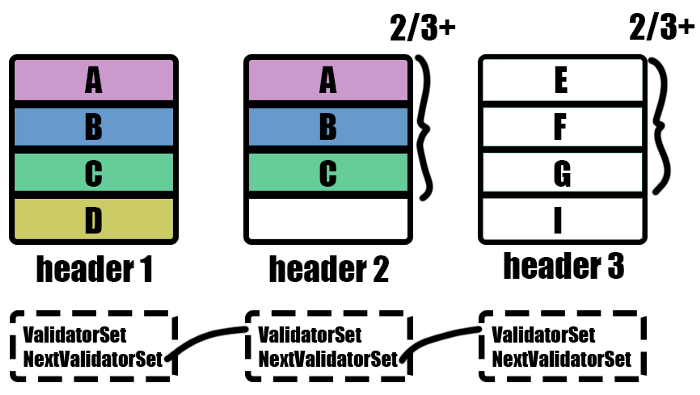 2/3+
2/3+
A
B
C
D
A
B
C
E
F
G
I
header 1
header 2
header 3
ValidatorSet
NextValidatorSet
ValidatorSet
NextValidatorSet
ValidatorSet
NextValidatorSet